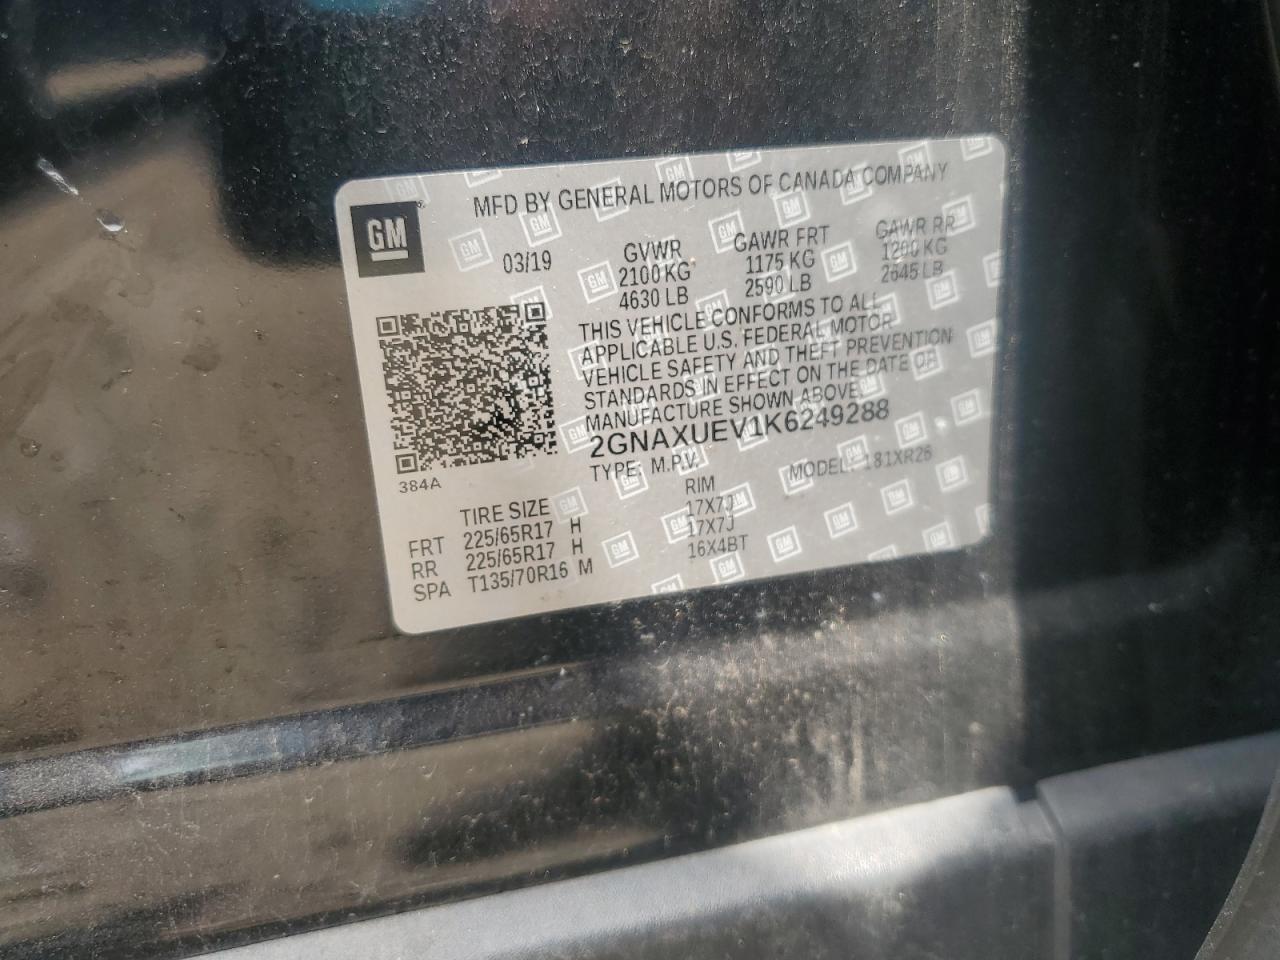 GM
MFD BY GENERAL MOTORS OF CANADA COMPANY
03/19
GVWR GAWR FRT GAWR RR
2100 KG 1175 KG 1200 KG
4630 LB 2590 LB 2645 LB
THIS VEHICLE CONFORMS TO ALL
APPLICABLE U.S. FEDERAL MOTOR
VEHICLE SAFETY AND THEFT PREVENTION
STANDARDS IN EFFECT ON THE DATE OF
MANUFACTURE SHOWN ABOVE.
2GNAXUEV1K6249288
TYPE: M.P.V. MODEL: 181XR26
384A
TIRE SIZE RIM
FRT 225/65R17 H 17X7J
RR 225/65R17 H 17X7J
SPA T135/70R16 M 16X4BT